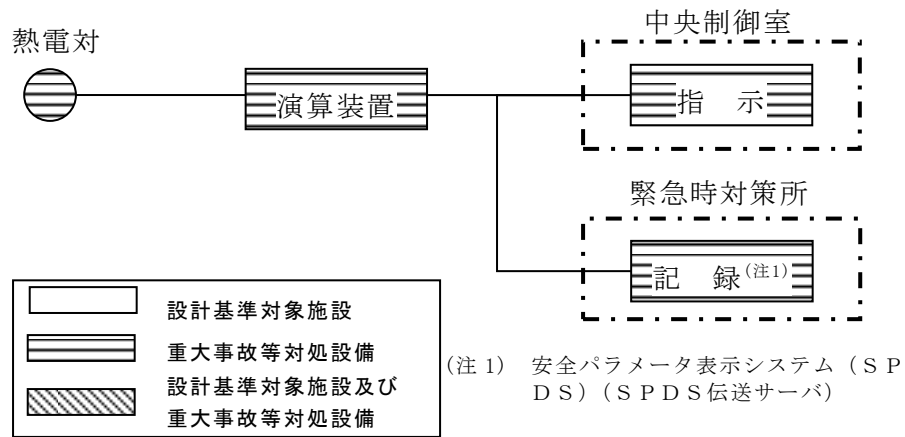 中央制御室
熱電対
演算装置
指　示
緊急時対策所
記　録(注1)
設計基準対象施設
重大事故等対処設備
設計基準対象施設及び
重大事故等対処設備
(注 1)　安全パラメータ表示システム（ＳＰ
ＤＳ）（ＳＰＤＳ伝送サーバ）